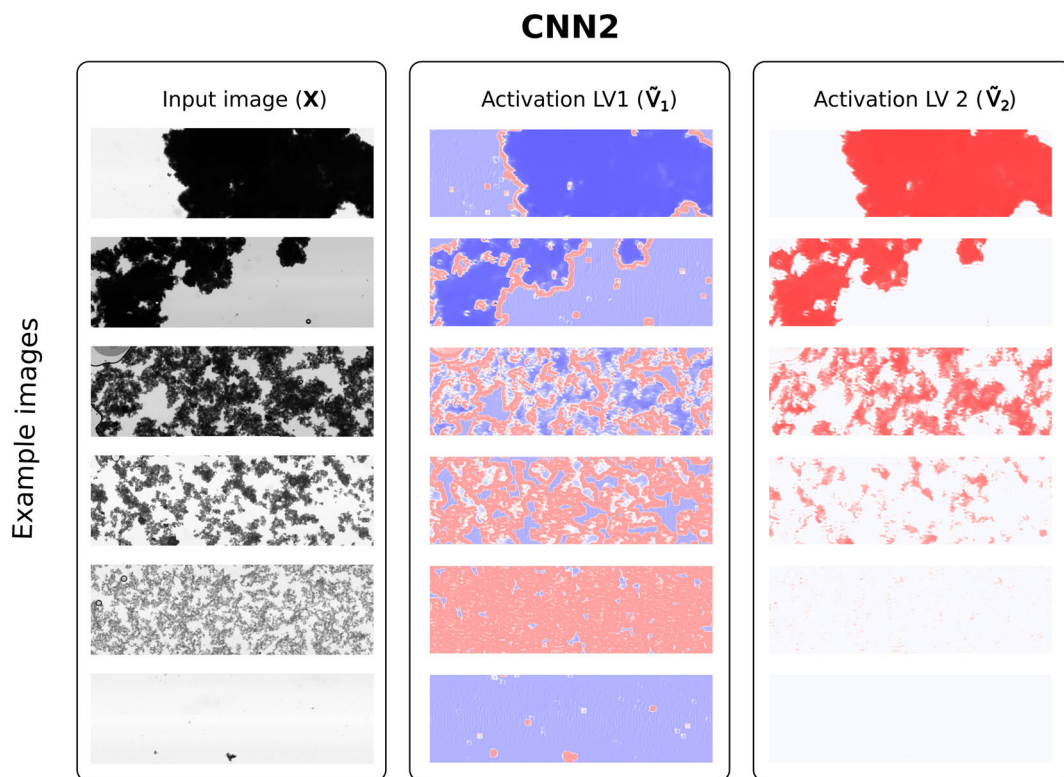 CNN2
Input image (X)
Activation LV1 (Ṽ₁)
Activation LV 2 (Ṽ₂)
Example images